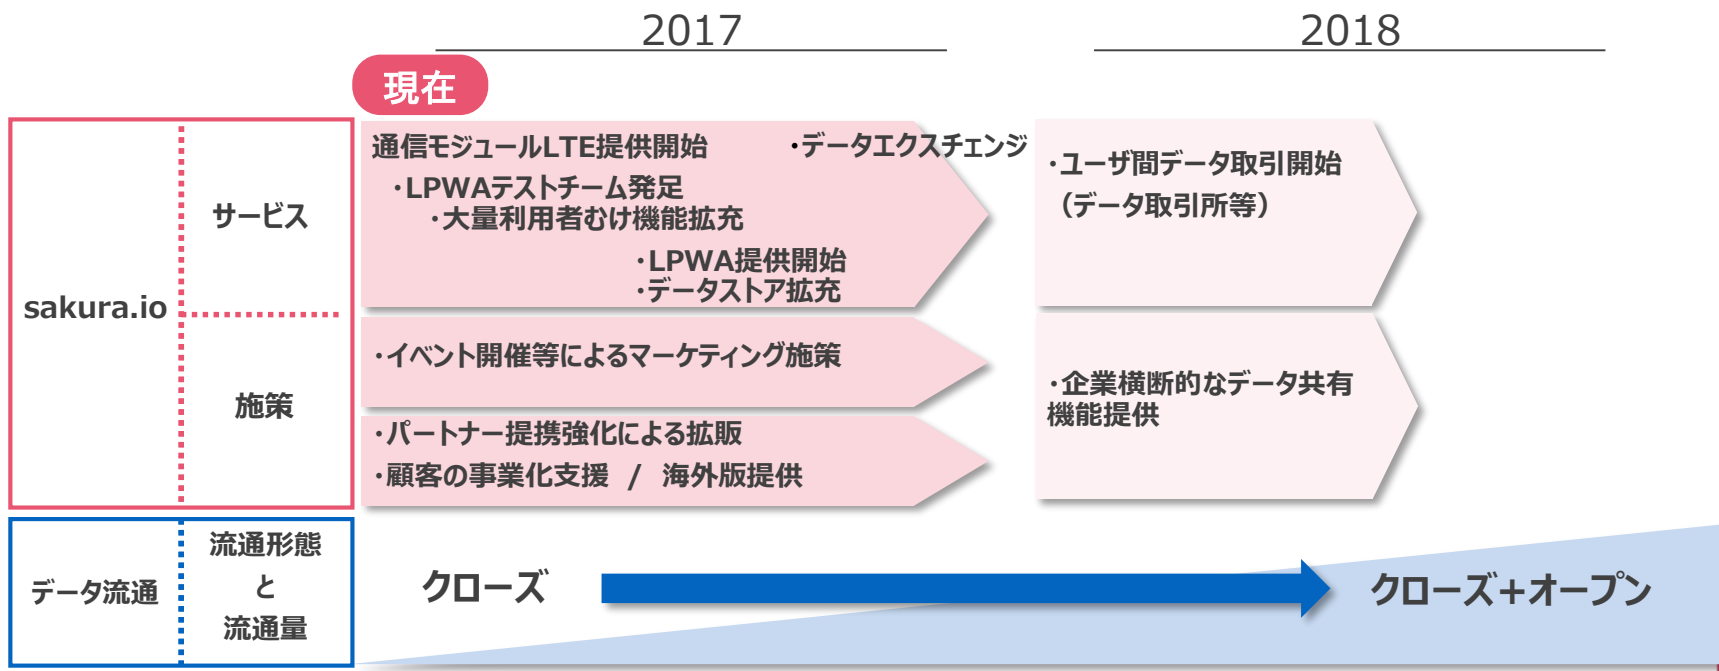 2017
2018
現在
sakura.io
サービス
通信モジュールLTE提供開始
・データエクスチェンジ
・LPWAテストチーム発足
・大量利用者むけ機能拡充
・LPWA提供開始
・データストア拡充
・ユーザ間データ取引開始
（データ取引所等）
施策
・イベント開催等によるマーケティング施策
・パートナー提携強化による拡販
・顧客の事業化支援 / 海外版提供
・企業横断的なデータ共有
機能提供
データ流通
流通形態
と
流通量
クローズ
クローズ+オープン